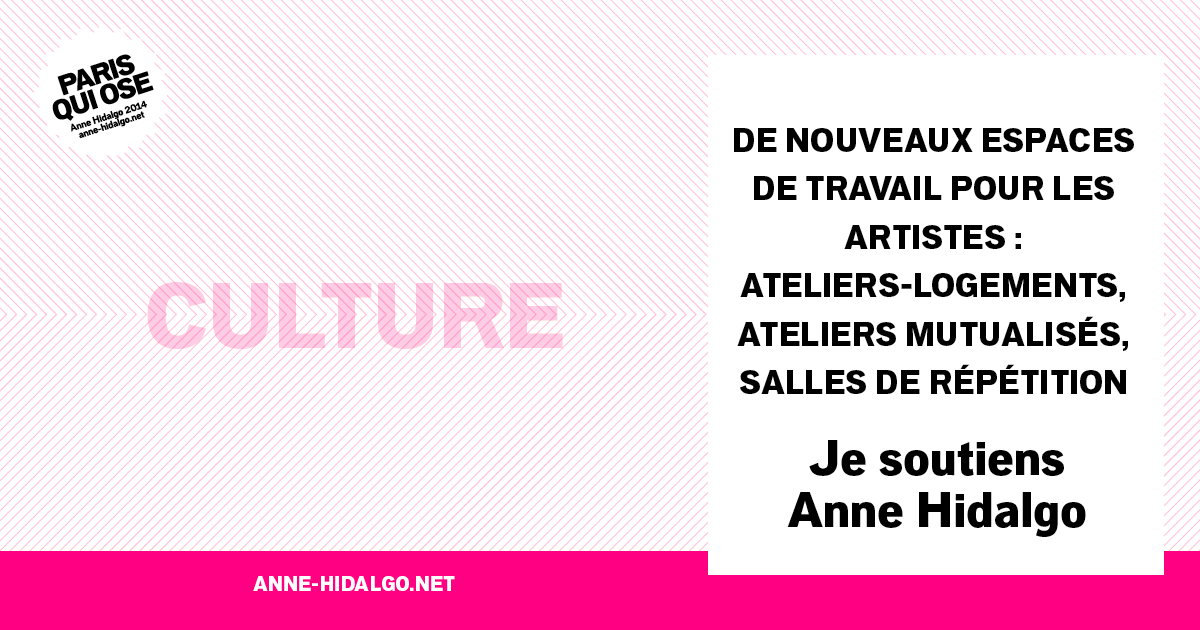 PARIS
QUI OSE
Anne Hidalgo 2014
anne-hidalgo.net
CULTURE
DE NOUVEAUX ESPACES
DE TRAVAIL POUR LES
ARTISTES :
ATELIERS-LOGEMENTS,
ATELIERS MUTUALISÉS,
SALLES DE RÉPÉTITION
Je soutiens
Anne Hidalgo
ANNE-HIDALGO.NET